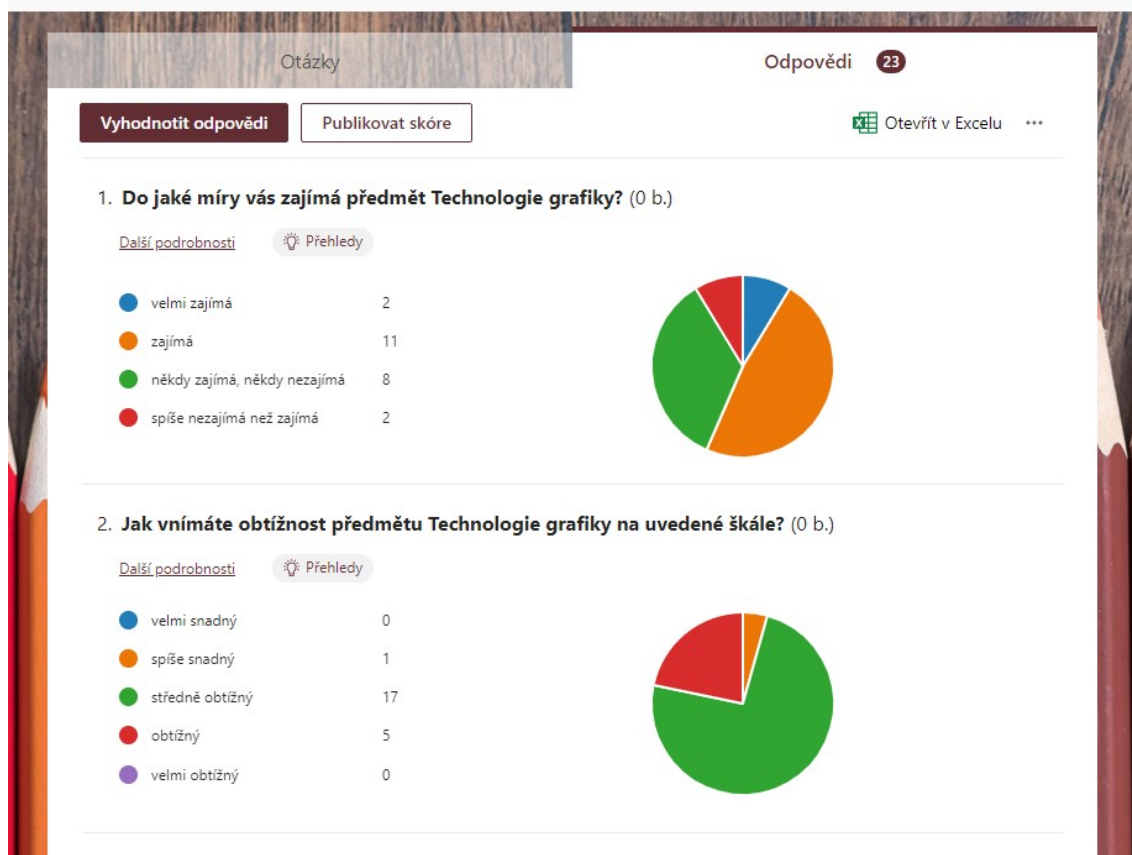 Otázky
Odpovědi 23
Vyhodnotit odpovědi Publikovat skóre Otevřít v Excelu ...
1. Do jaké míry vás zajímá předmět Technologie grafiky? (0 b.)
Další podrobnosti Přehledy
velmi zajímá 2
zajímá 11
někdy zajímá, někdy nezajímá 8
spíše nezajímá než zajímá 2
2. Jak vnímáte obtížnost předmětu Technologie grafiky na uvedené škále? (0 b.)
Další podrobnosti Přehledy
velmi snadný 0
spíše snadný 1
středně obtížný 17
obtížný 5
velmi obtížný 0